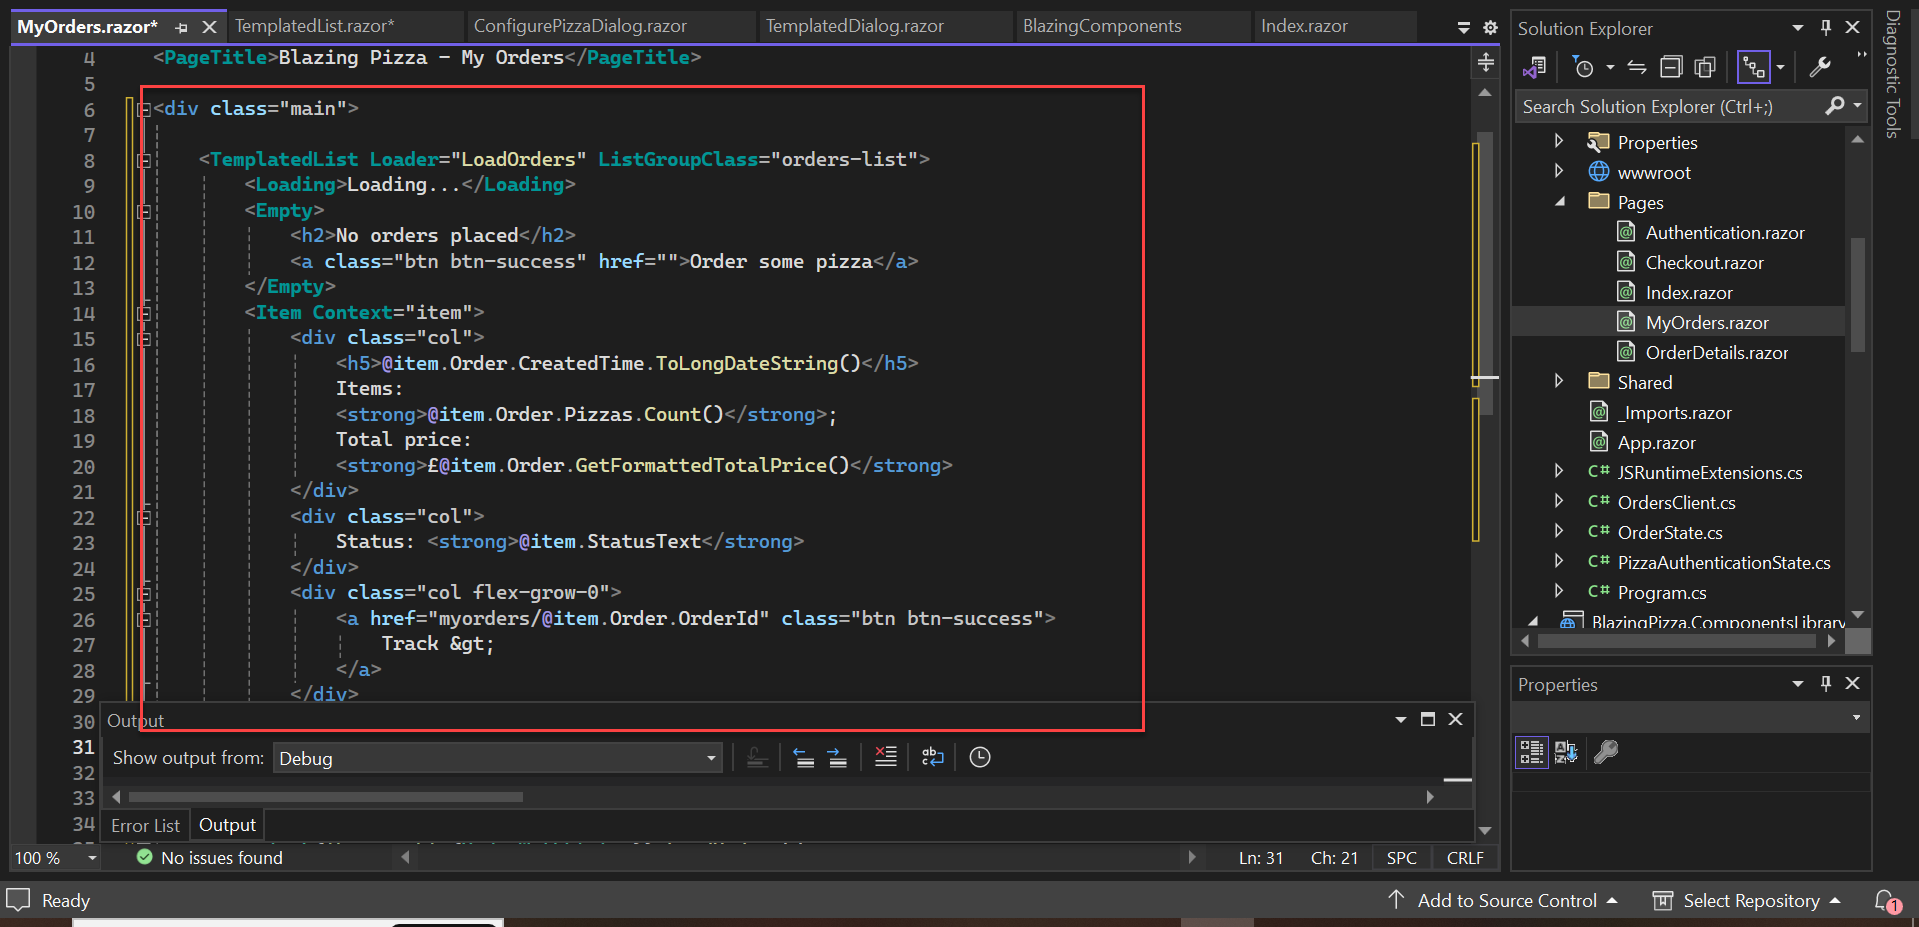 MyOrders.razor*
TemplatedList.razor*
ConfigurePizzaDialog.razor
TemplatedDialog.razor
BlazingComponents
Index.razor
4 <PageTitle>Blazing Pizza - My Orders</PageTitle>
5
6 <div class="main">
7
8 <TemplatedList Loader="LoadOrders" ListGroupClass="orders-list">
9 <Loading>Loading...</Loading>
10 <Empty>
11 <h2>No orders placed</h2>
12 <a class="btn btn-success" href="">Order some pizza</a>
13 </Empty>
14 <Item Context="item">
15 <div class="col">
16 <h5>@item.Order.CreatedTime.ToLongDateString()</h5>
17 Items:
18 <strong>@item.Order.Pizzas.Count()</strong>;
19 Total price:
20 <strong>£@item.Order.GetFormattedTotalPrice()</strong>
21 </div>
22 <div class="col">
23 Status: <strong>@item.StatusText</strong>
24 </div>
25 <div class="col flex-grow-0">
26 <a href="myorders/@item.Order.OrderId" class="btn btn-success">
27 Track &gt;
28 </a>
29 </div>
30
31
32
33
34
Output
Show output from: Debug
Error List
Output
100 %
No issues found
Ln: 31
Ch: 21
SPC
CRLF
Solution Explorer
Search Solution Explorer (Ctrl+;)
Properties
wwwroot
Pages
Authentication.razor
Checkout.razor
Index.razor
MyOrders.razor
OrderDetails.razor
Shared
_Imports.razor
App.razor
C# JSRuntimeExtensions.cs
C# OrdersClient.cs
C# OrderState.cs
C# PizzaAuthenticationState.cs
C# Program.cs
BlazingPizza.ComponentsLibrary
Properties
Diagnostic Tools
Ready
Add to Source Control
Select Repository
1